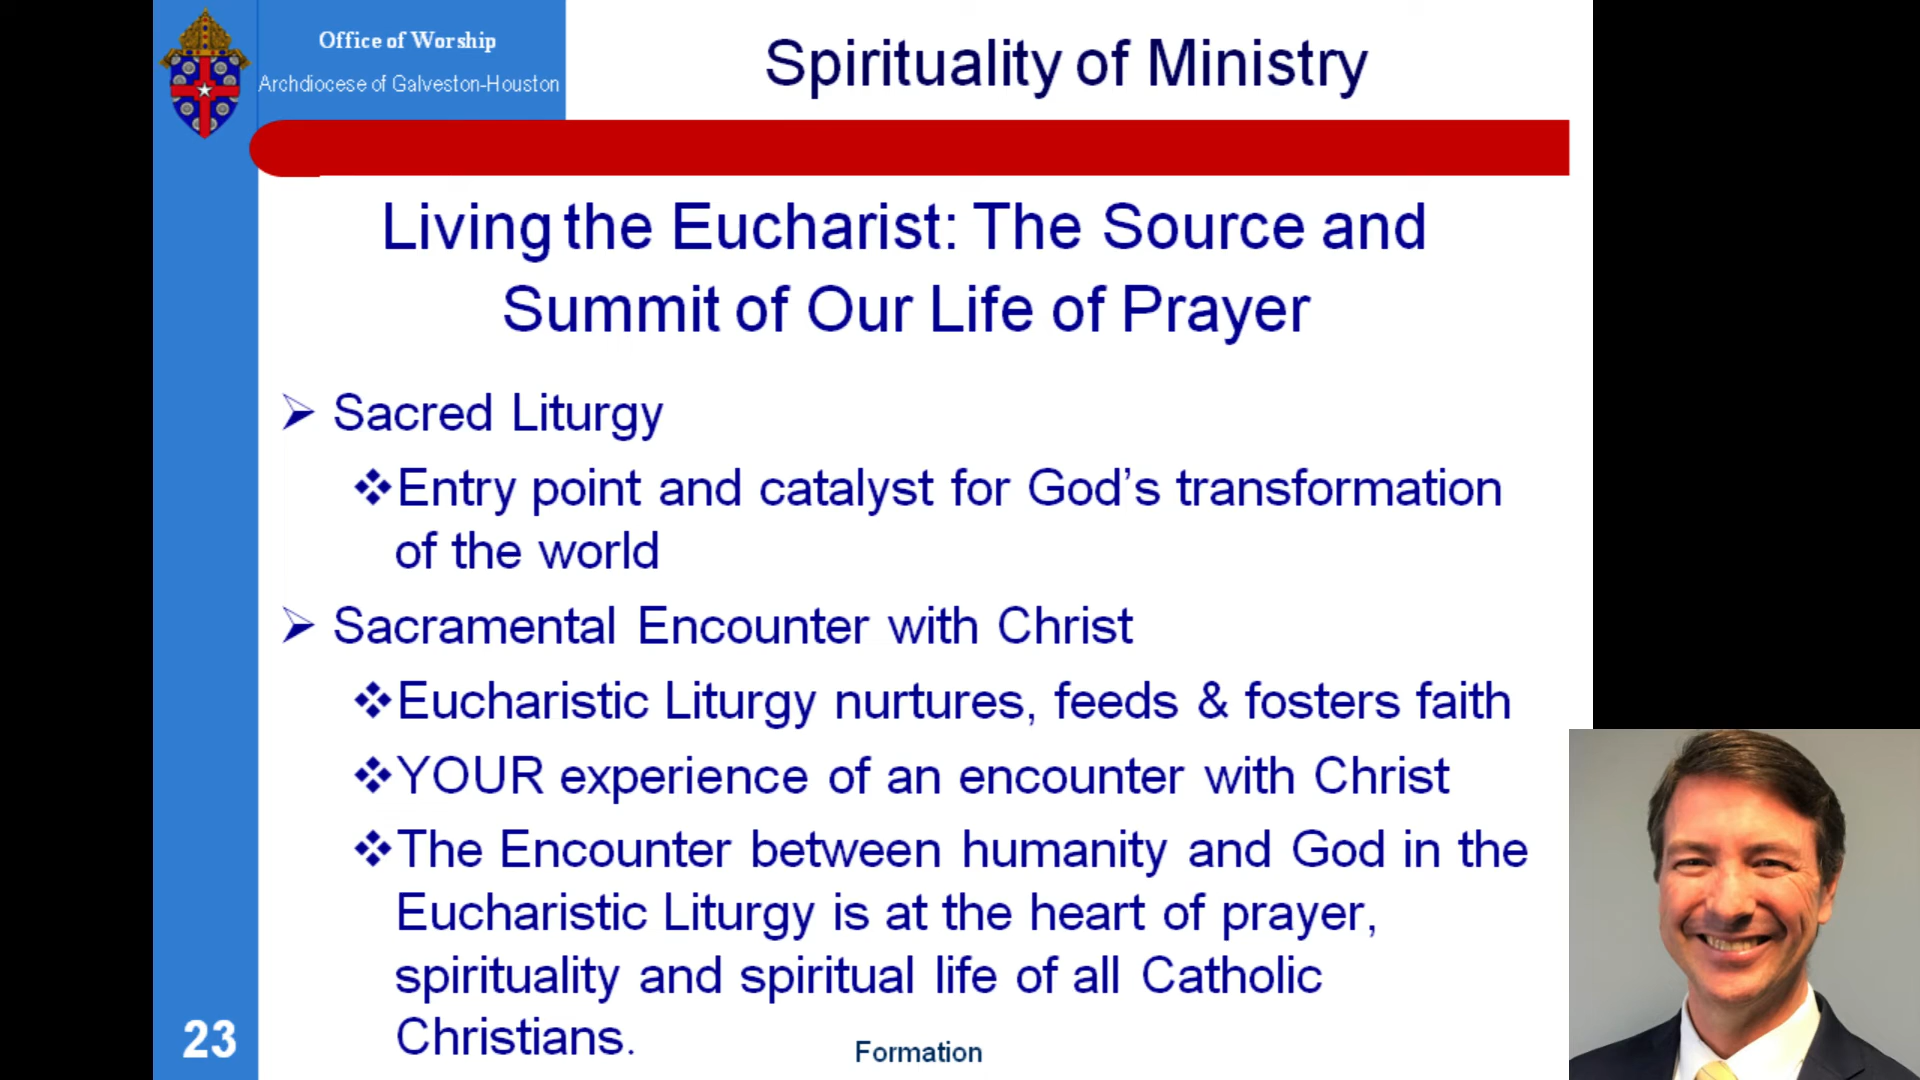 Office of Worship
Archdiocese of Galveston-Houston
Spirituality of Ministry
Living the Eucharist: The Source and
Summit of Our Life of Prayer
➢ Sacred Liturgy
❖Entry point and catalyst for God’s transformation
of the world
➢ Sacramental Encounter with Christ
❖Eucharistic Liturgy nurtures, feeds & fosters faith
❖YOUR experience of an encounter with Christ
❖The Encounter between humanity and God in the
Eucharistic Liturgy is at the heart of prayer,
spirituality and spiritual life of all Catholic
Christians.
23
Formation